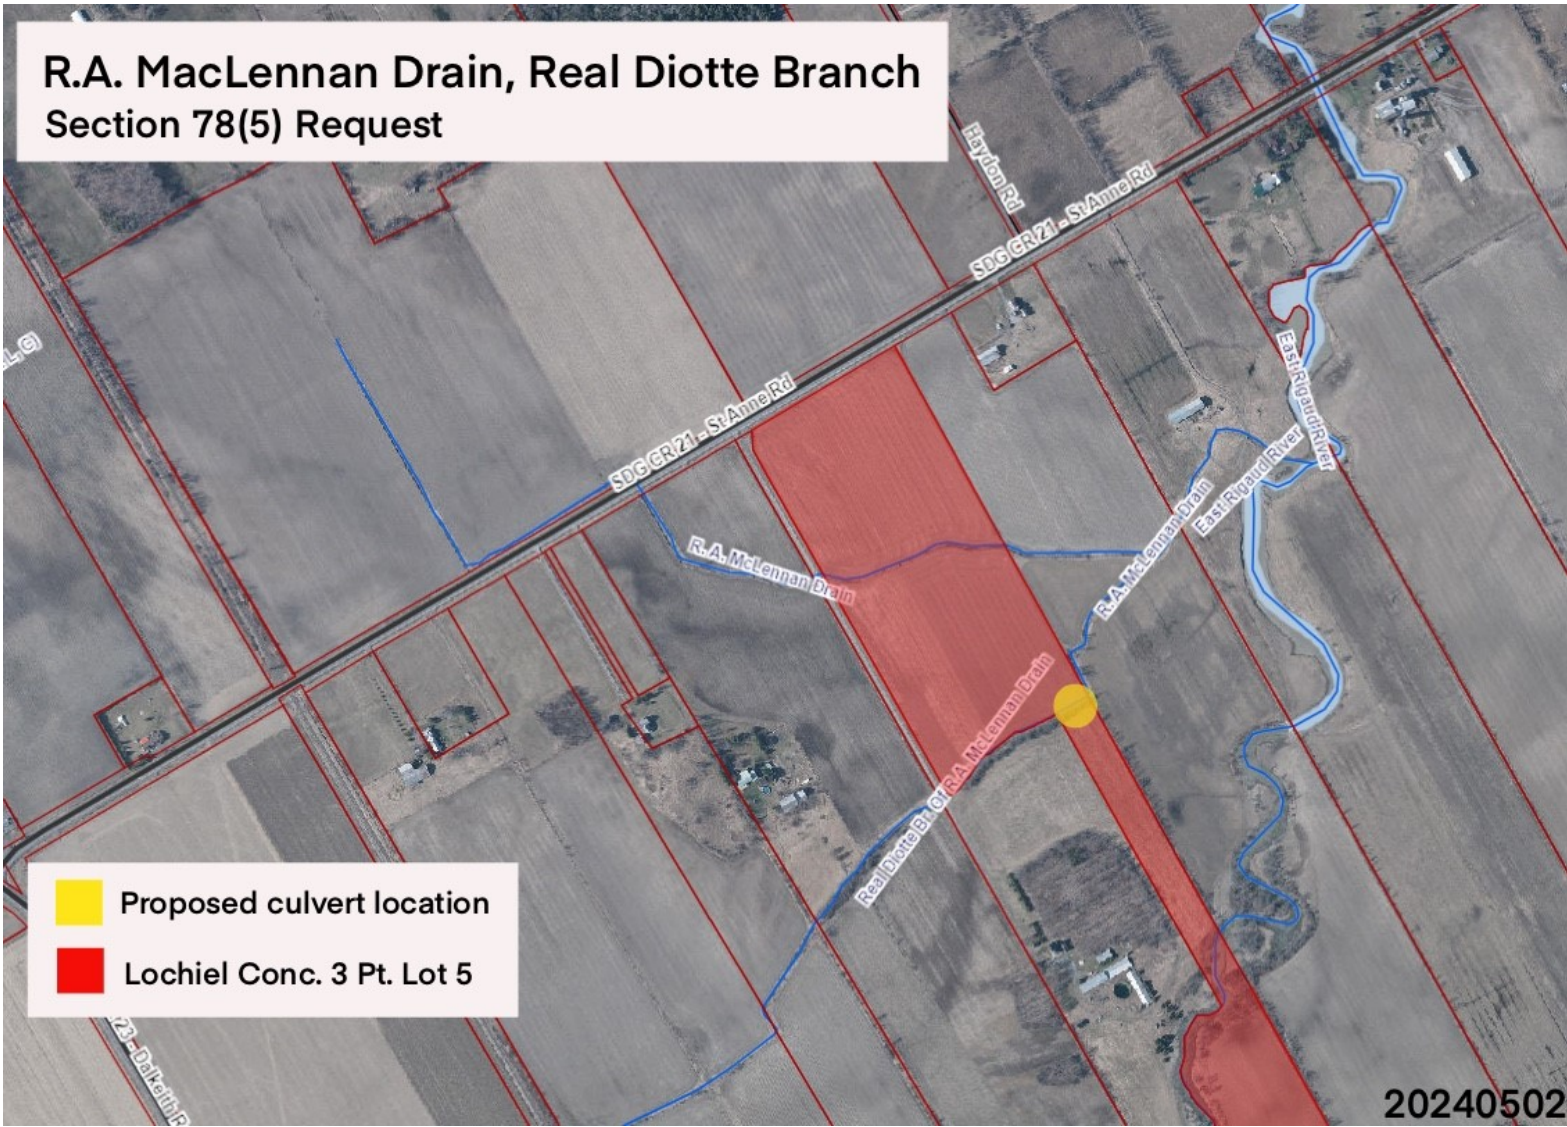 R.A. MacLennan Drain, Real Diotte Branch
Section 78(5) Request
Haydon Rd
SDG CR 21 - St Anne Rd
East Rigaud River
SDG CR 21 - St Anne Rd
East Rigaud River
R. A. McLennan Drain
R. A. McLennan Drain
Real Diotte Br. Of R.A. McLennan Drain
Proposed culvert location
Lochiel Conc. 3 Pt. Lot 5
23 - Dalkeith R
20240502